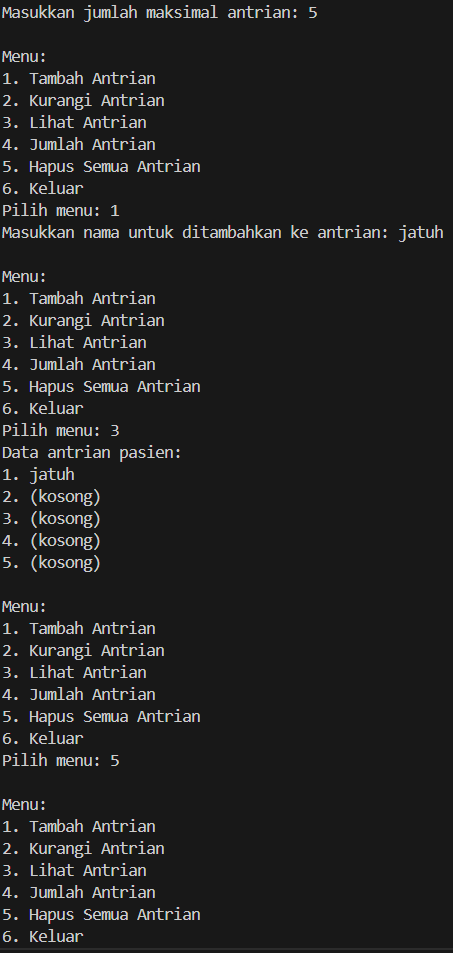 Masukkan jumlah maksimal antrian: 5

Menu:
1. Tambah Antrian
2. Kurangi Antrian
3. Lihat Antrian
4. Jumlah Antrian
5. Hapus Semua Antrian
6. Keluar
Pilih menu: 1
Masukkan nama untuk ditambahkan ke antrian: jatuh

Menu:
1. Tambah Antrian
2. Kurangi Antrian
3. Lihat Antrian
4. Jumlah Antrian
5. Hapus Semua Antrian
6. Keluar
Pilih menu: 3
Data antrian pasien:
1. jatuh
2. (kosong)
3. (kosong)
4. (kosong)
5. (kosong)

Menu:
1. Tambah Antrian
2. Kurangi Antrian
3. Lihat Antrian
4. Jumlah Antrian
5. Hapus Semua Antrian
6. Keluar
Pilih menu: 5

Menu:
1. Tambah Antrian
2. Kurangi Antrian
3. Lihat Antrian
4. Jumlah Antrian
5. Hapus Semua Antrian
6. Keluar